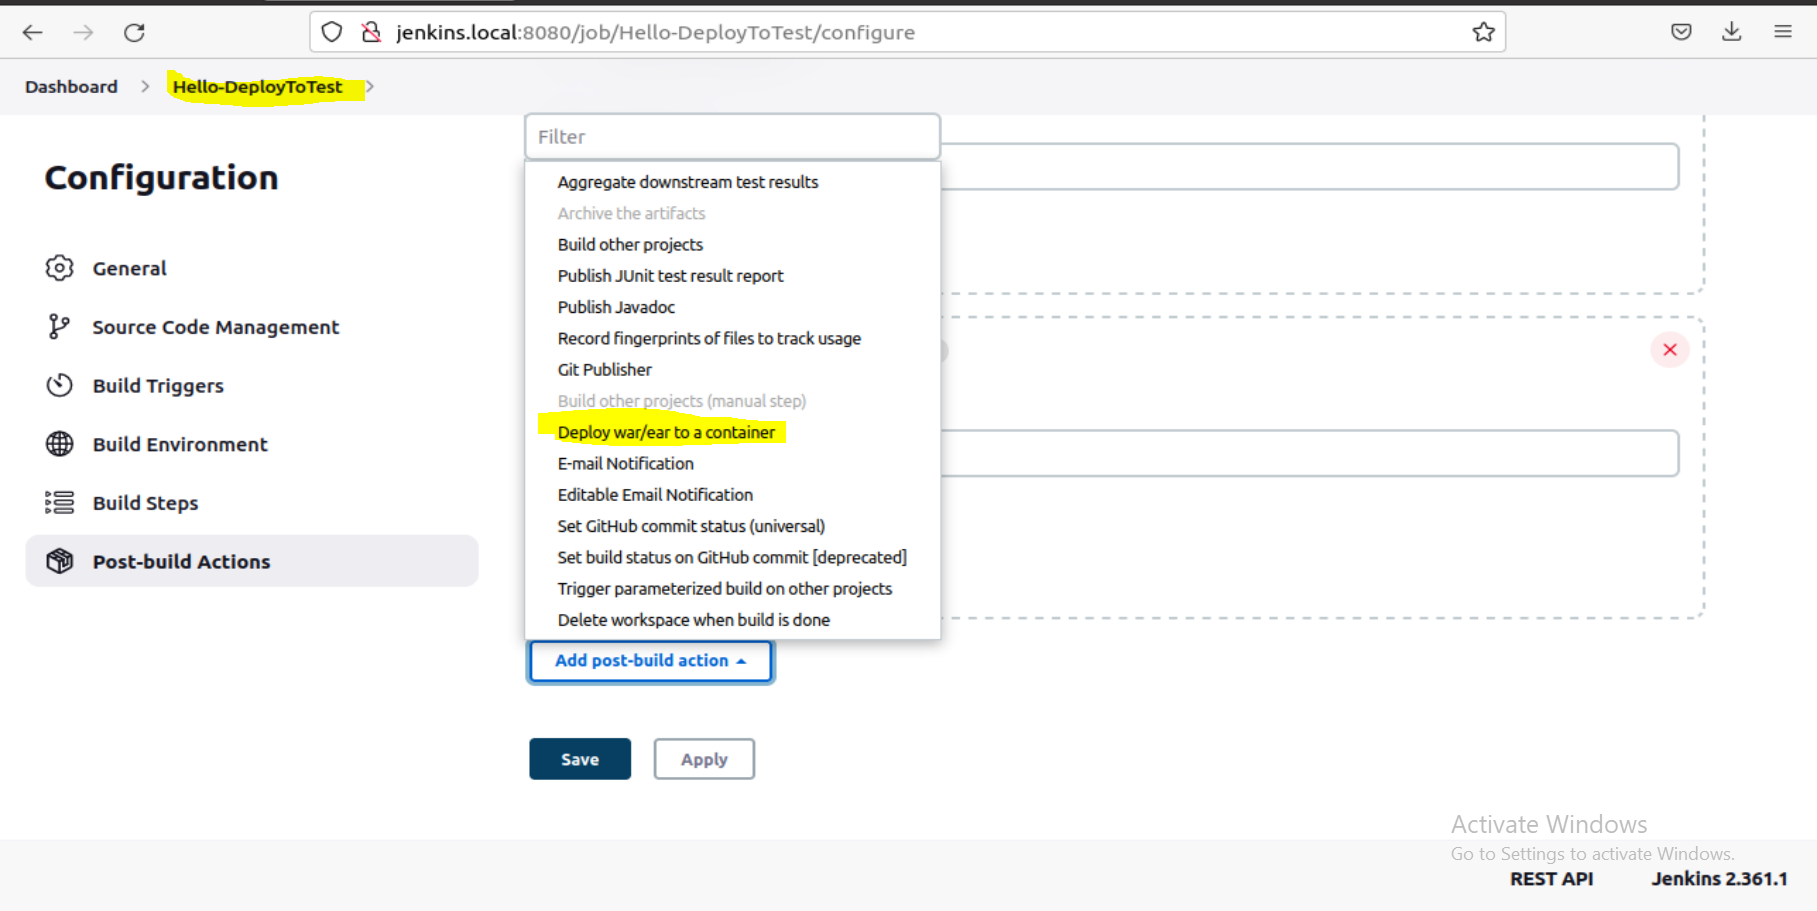 jenkins.local:8080/job/Hello-DeployToTest/configure
Dashboard > Hello-DeployToTest >
Configuration
General
Source Code Management
Build Triggers
Build Environment
Build Steps
Post-build Actions
Filter
Aggregate downstream test results
Archive the artifacts
Build other projects
Publish JUnit test result report
Publish Javadoc
Record fingerprints of files to track usage
Git Publisher
Build other projects (manual step)
Deploy war/ear to a container
E-mail Notification
Editable Email Notification
Set GitHub commit status (universal)
Set build status on GitHub commit [deprecated]
Trigger parameterized build on other projects
Delete workspace when build is done
Add post-build action
Save
Apply
Activate Windows
Go to Settings to activate Windows.
REST API
Jenkins 2.361.1